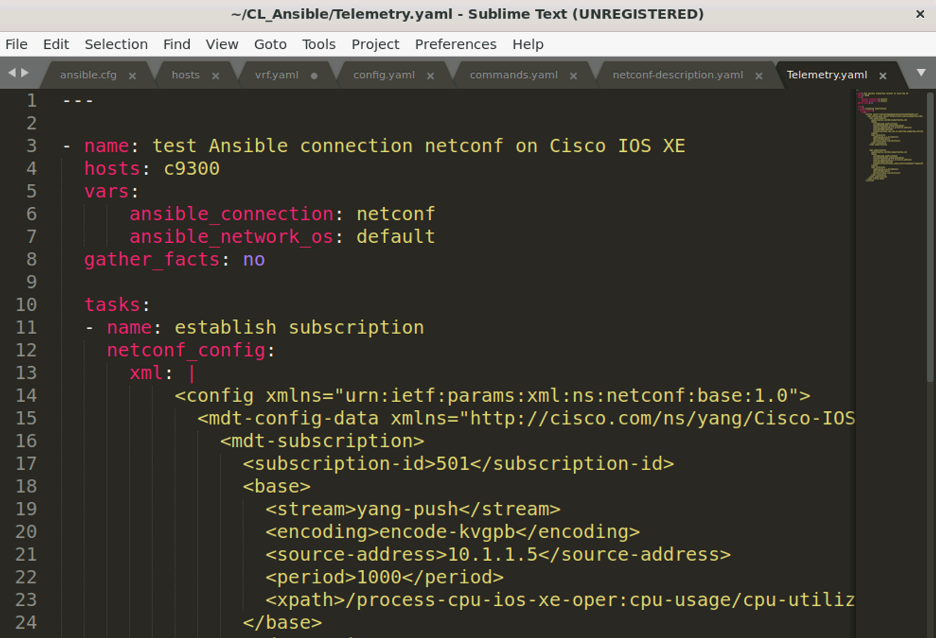 ~/CL_Ansible/Telemetry.yaml - Sublime Text (UNREGISTERED) ×
File Edit Selection Find View Goto Tools Project Preferences Help
ansible.cfg × hosts × vrf.yaml config.yaml × commands.yaml × netconf-description.yaml × Telemetry.yaml ×
1 ---
2
3 - name: test Ansible connection netconf on Cisco IOS XE
4 hosts: c9300
5 vars:
6 ansible_connection: netconf
7 ansible_network_os: default
8 gather_facts: no
9
10 tasks:
11 - name: establish subscription
12 netconf_config:
13 xml: |
14 <config xmlns="urn:ietf:params:xml:ns:netconf:base:1.0">
15 <mdt-config-data xmlns="http://cisco.com/ns/yang/Cisco-IOS
16 <mdt-subscription>
17 <subscription-id>501</subscription-id>
18 <base>
19 <stream>yang-push</stream>
20 <encoding>encode-kvgpb</encoding>
21 <source-address>10.1.1.5</source-address>
22 <period>1000</period>
23 <xpath>/process-cpu-ios-xe-oper:cpu-usage/cpu-utiliz
24 </base>